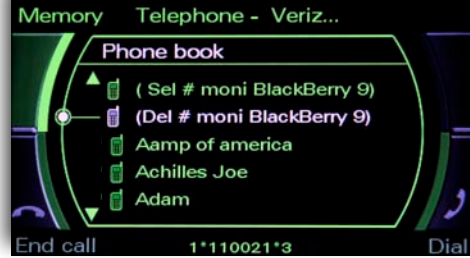 Memory Telephone - Veriz...
Phone book
( Sel # moni BlackBerry 9)
(Del # moni BlackBerry 9)
Aamp of america
Achilles Joe
Adam
End call 1*110021*3 Dial